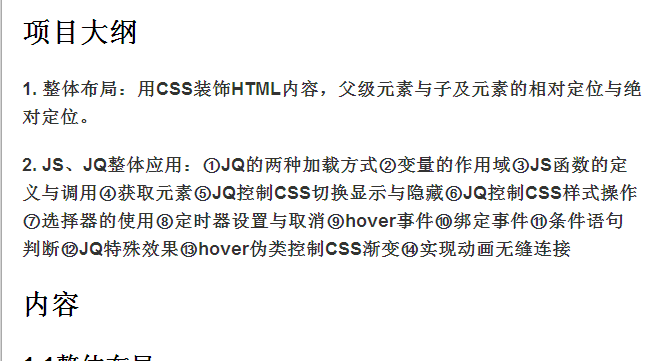 项目大纲
1. 整体布局：用CSS装饰HTML内容，父级元素与子及元素的相对定位与绝
对定位。
2. JS、JQ整体应用：①JQ的两种加载方式②变量的作用域③JS函数的定
义与调用④获取元素⑤JQ控制CSS切换显示与隐藏⑥JQ控制CSS样式操作
⑦选择器的使用⑧定时器设置与取消⑨hover事件⑩绑定事件⑪条件语句
判断⑫JQ特殊效果⑬hover伪类控制CSS渐变⑭实现动画无缝连接
内容
1.1整体布局